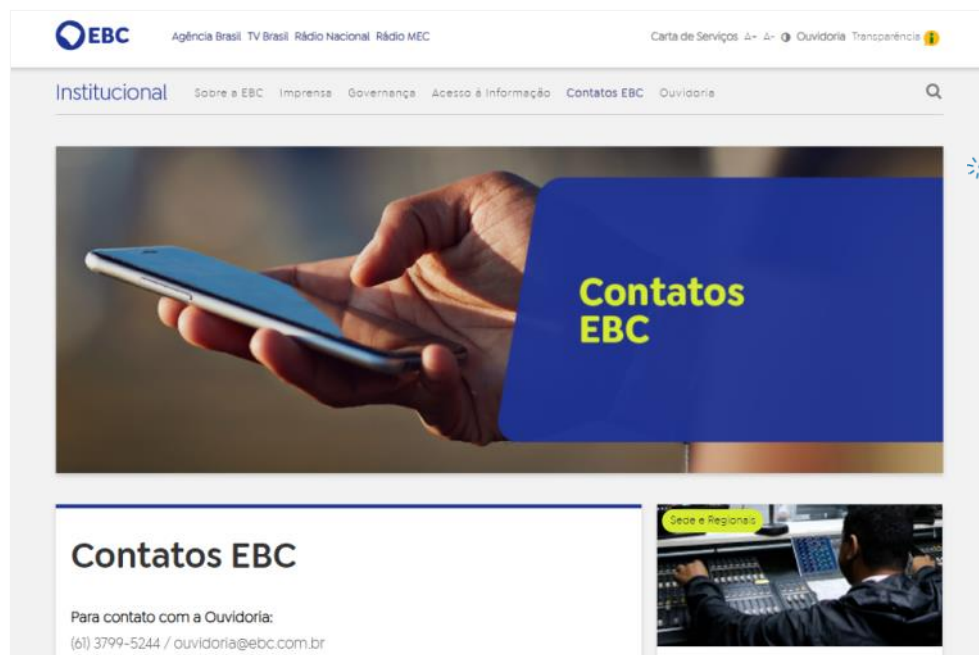 EBC
Agência Brasil TV Brasil Rádio Nacional Rádio MEC
Carta de Serviços A+ A- Ouvidoria Transparência i
Institucional Sobre a EBC Imprensa Governança Acesso à Informação Contatos EBC Ouvidoria
Contatos
EBC
Sede e Regionais
Contatos EBC
Para contato com a Ouvidoria:
(61) 3799-5244 / ouvidoria@ebc.com.br